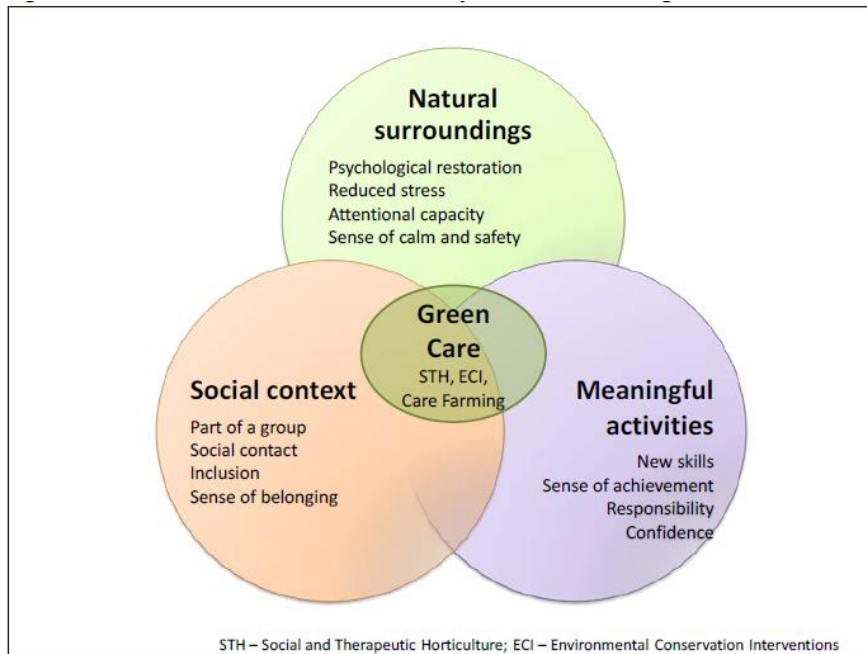 Natural
surroundings
Psychological restoration
Reduced stress
Attentional capacity
Sense of calm and safety
Green
Care
STH, ECI,
Care Farming
Social context
Part of a group
Social contact
Inclusion
Sense of belonging
Meaningful
activities
New skills
Sense of achievement
Responsibility
Confidence
STH – Social and Therapeutic Horticulture; ECI – Environmental Conservation Interventions